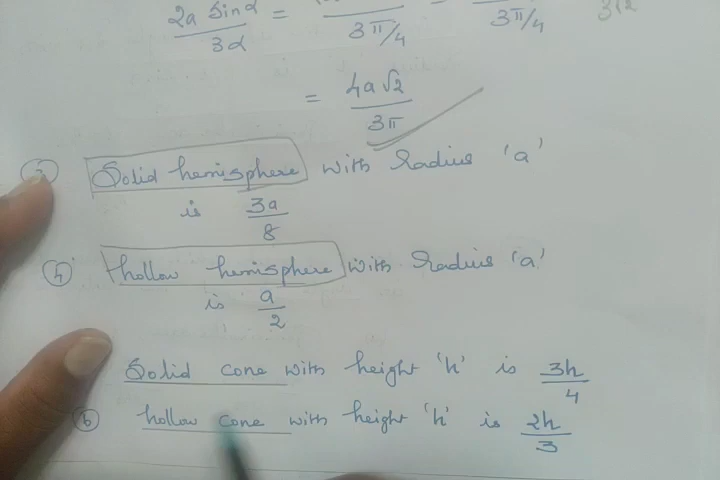 2a Sinα / 3α = / 3π/4 = / 3π/4
= 4a√2 / 3π
③ Solid hemisphere with Radius 'a'
is 3a/8
④ hollow hemisphere with Radius 'a'
is a/2
Solid cone with height 'h' is 3h/4
⑥ hollow cone with height 'h' is 2h/3